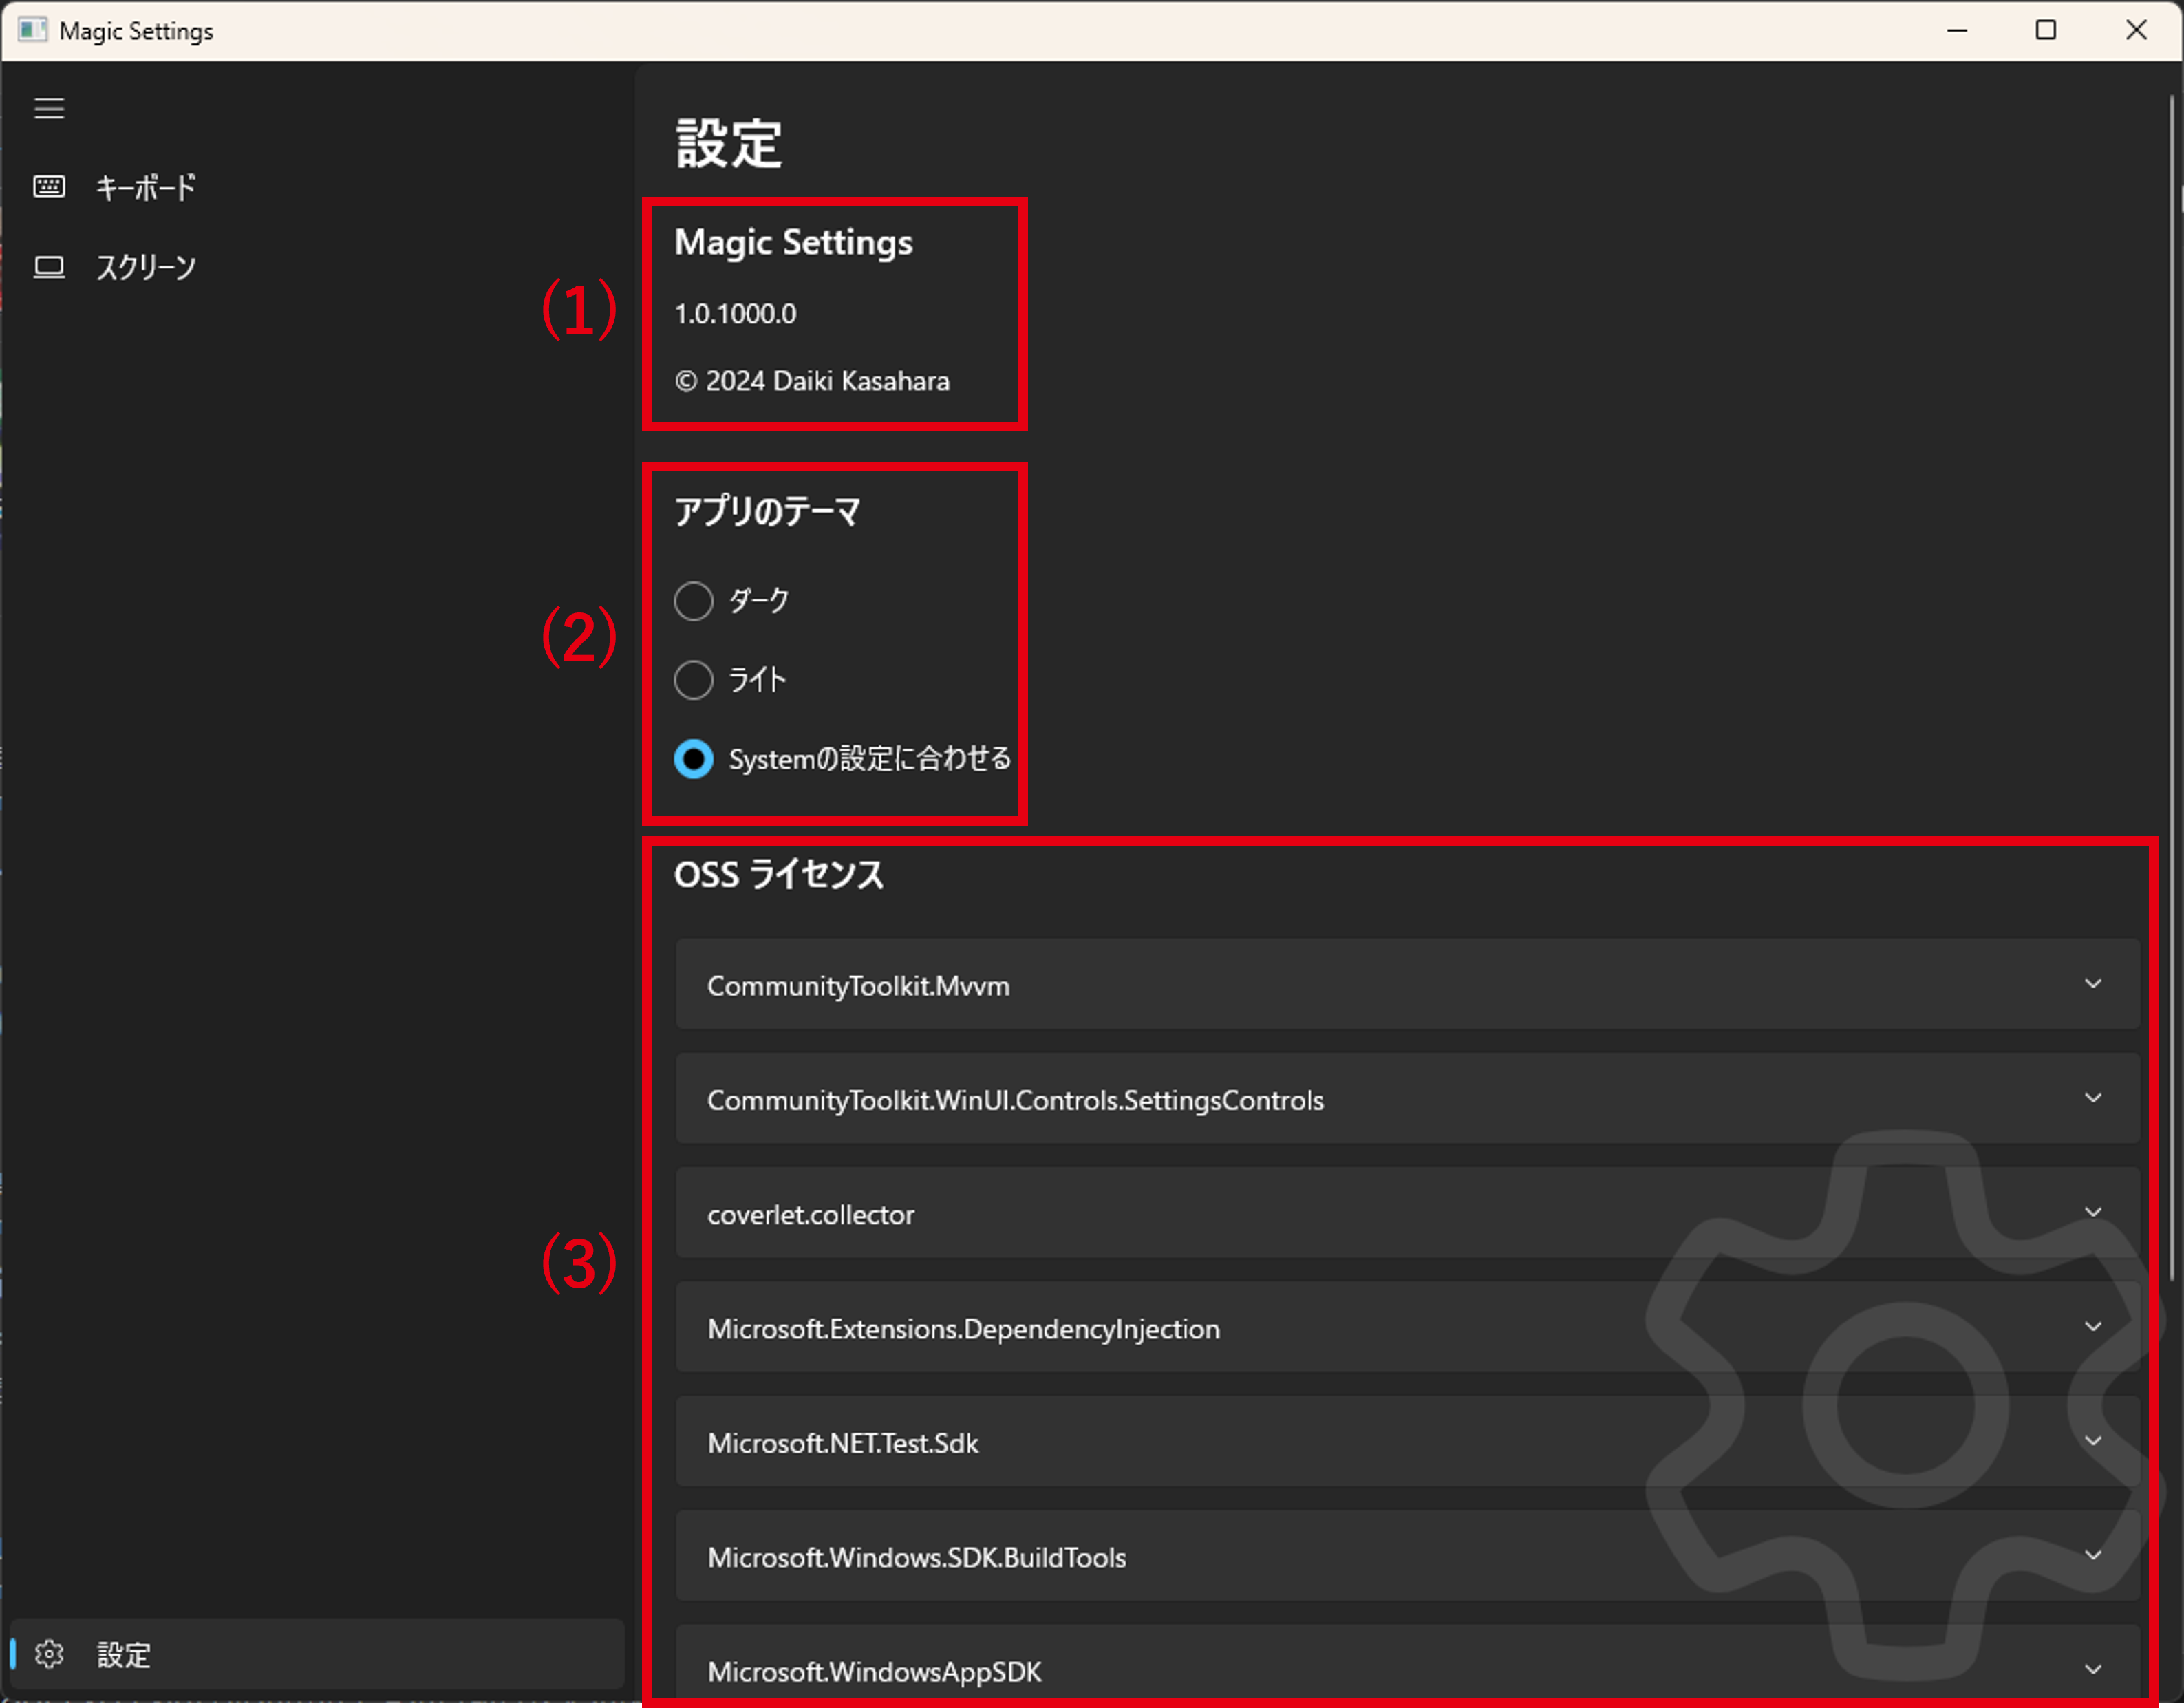 Magic Settings
キーボード
スクリーン
設定
設定
(1)
Magic Settings
1.0.1000.0
© 2024 Daiki Kasahara
(2)
アプリのテーマ
ダーク
ライト
Systemの設定に合わせる
(3)
OSS ライセンス
CommunityToolkit.Mvvm
CommunityToolkit.WinUI.Controls.SettingsControls
coverlet.collector
Microsoft.Extensions.DependencyInjection
Microsoft.NET.Test.Sdk
Microsoft.Windows.SDK.BuildTools
Microsoft.WindowsAppSDK